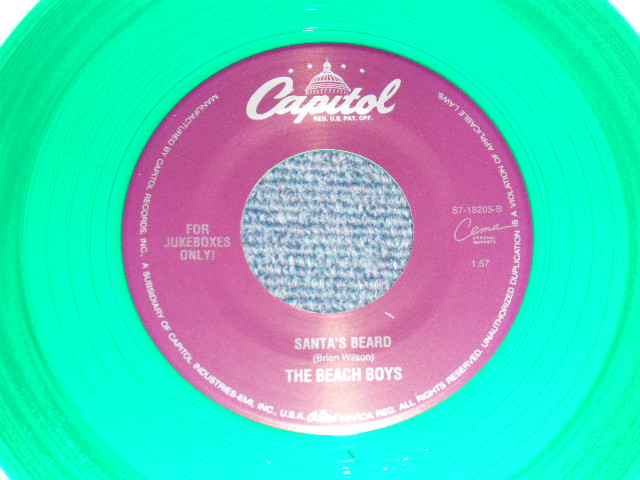 Capitol
REG. U.S. PAT. OFF.
FOR
JUKEBOXES
ONLY!
S7-18205-B
Cema
SPECIAL MARKETS
1:57
SANTA'S BEARD
(Brian Wilson)
THE BEACH BOYS
MANUFACTURED BY CAPITOL RECORDS, INC., A SUBSIDIARY OF CAPITOL INDUSTRIES-EMI, INC., U.S.A. Capitol MARCA REG. ALL RIGHTS RESERVED. UNAUTHORIZED DUPLICATION IS A VIOLATION OF APPLICABLE LAWS.